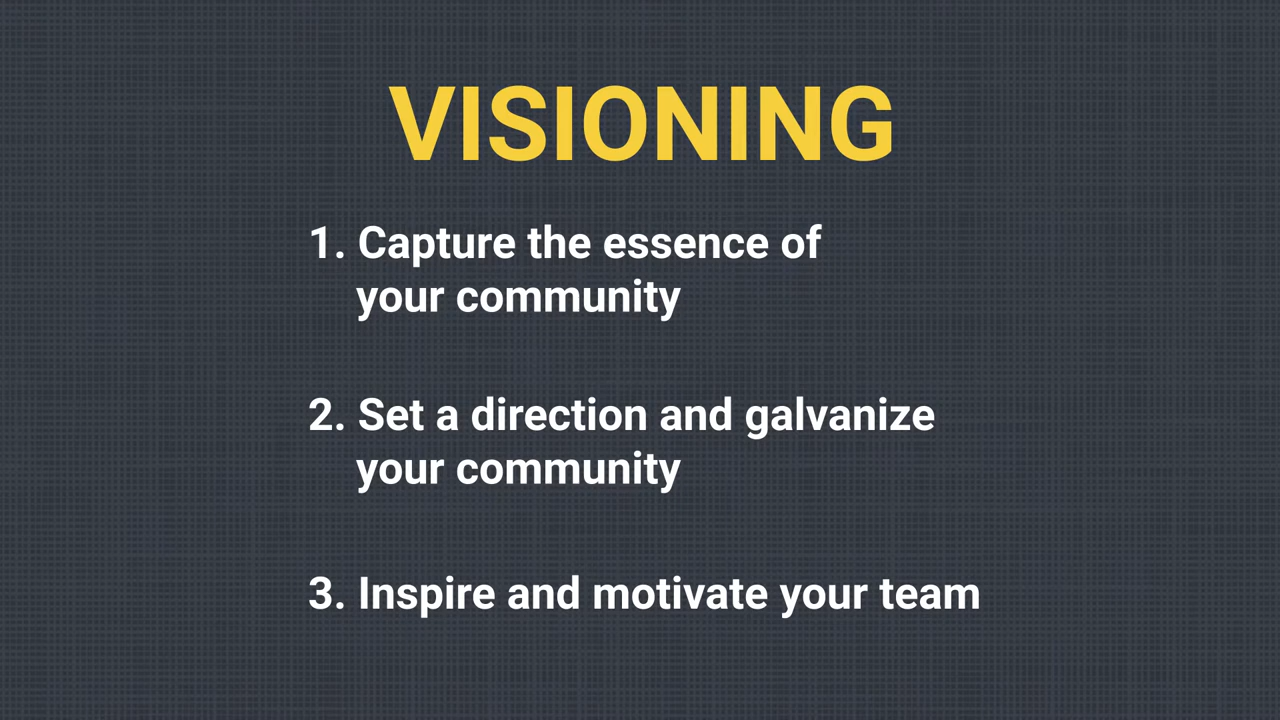 VISIONING
1. Capture the essence of
your community
2. Set a direction and galvanize
your community
3. Inspire and motivate your team